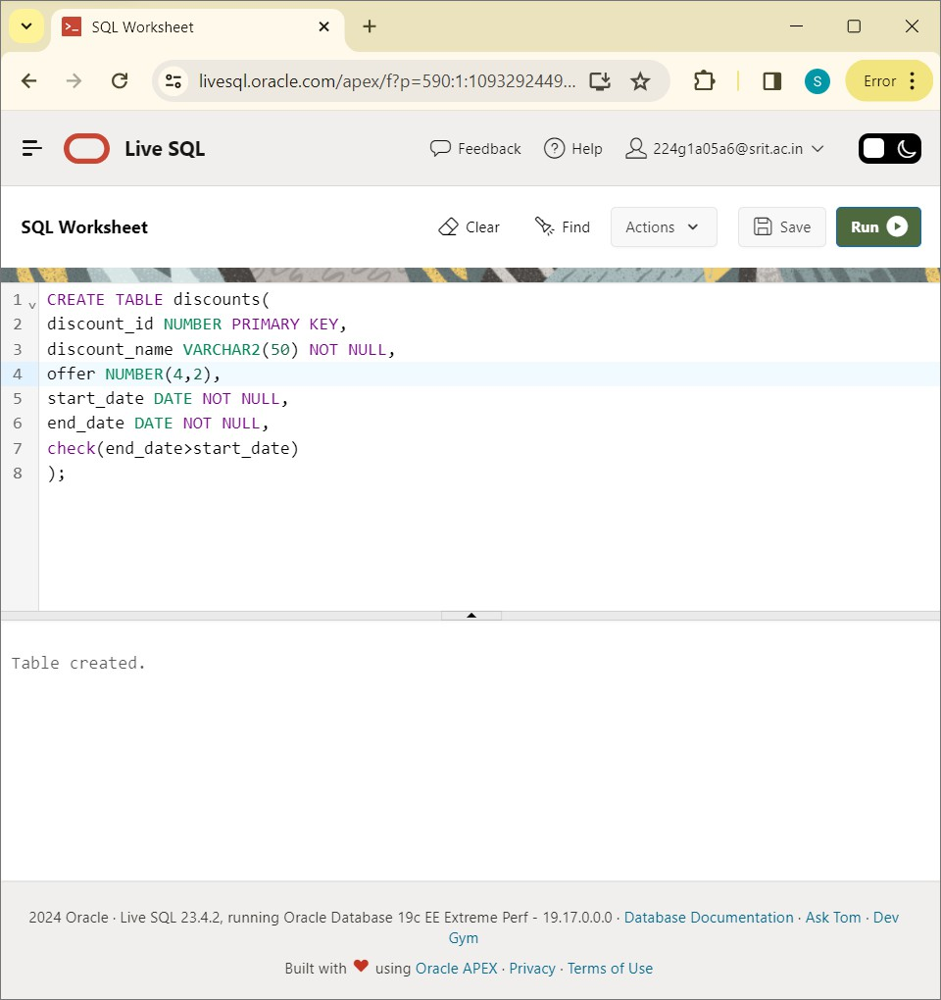 SQL Worksheet
livesql.oracle.com/apex/f?p=590:1:1093292449...
S
Error
Live SQL
Feedback
Help
224g1a05a6@srit.ac.in
SQL Worksheet
Clear
Find
Actions
Save
Run
1 CREATE TABLE discounts(
2 discount_id NUMBER PRIMARY KEY,
3 discount_name VARCHAR2(50) NOT NULL,
4 offer NUMBER(4,2),
5 start_date DATE NOT NULL,
6 end_date DATE NOT NULL,
7 check(end_date>start_date)
8 );
Table created.
2024 Oracle · Live SQL 23.4.2, running Oracle Database 19c EE Extreme Perf - 19.17.0.0.0 · Database Documentation · Ask Tom · Dev
Gym
Built with ❤ using Oracle APEX · Privacy · Terms of Use